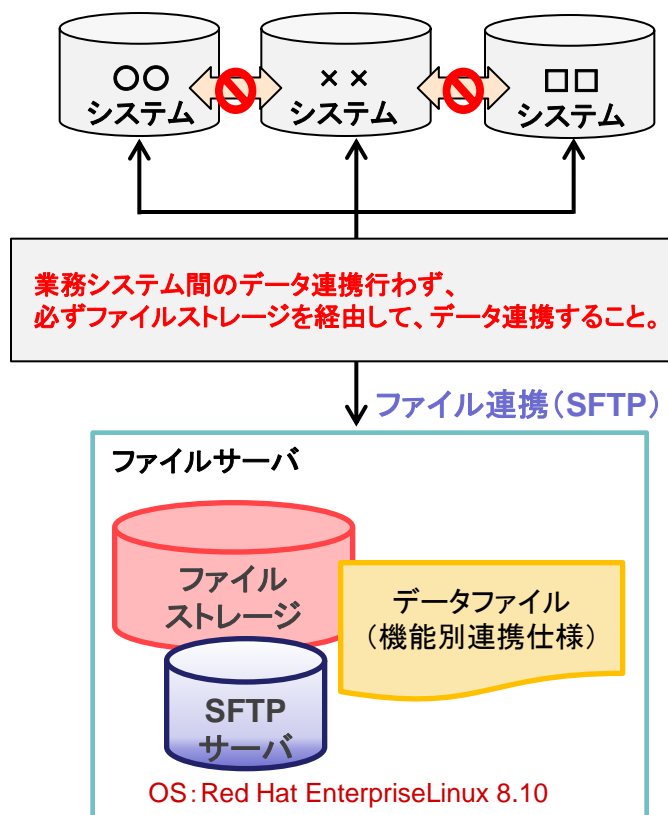 ○○
システム
××
システム
□□
システム
業務システム間のデータ連携行わず、
必ずファイルストレージを経由して、データ連携すること。
ファイル連携（SFTP）
ファイルサーバ
ファイル
ストレージ
データファイル
（機能別連携仕様）
SFTP
サーバ
OS：Red Hat EnterpriseLinux 8.10